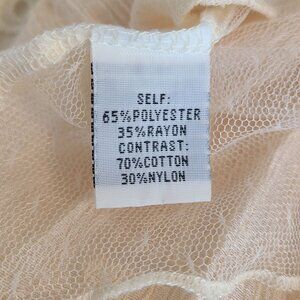 SELF:
65%POLYESTER
35%RAYON
CONTRAST:
70%COTTON
30%NYLON